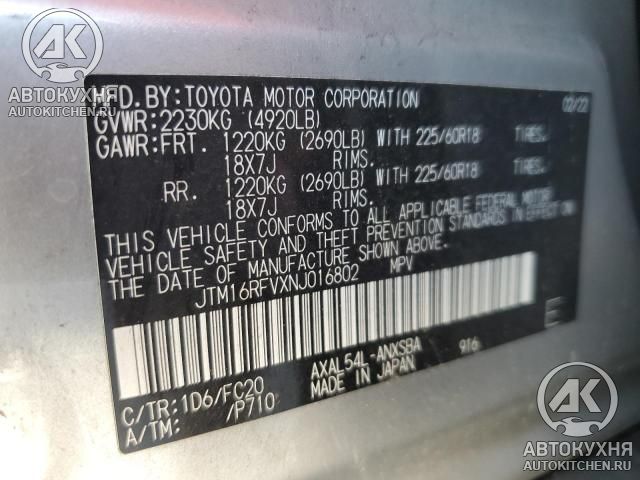 AK
АВТОКУХНЯ
AUTOKITCHEN.RU
MFD.BY:TOYOTA MOTOR CORPORATION 02/22
GVWR:2230KG (4920LB)
GAWR:FRT. 1220KG (2690LB) WITH 225/60R18 TIRES.
18X7J RIMS.
RR. 1220KG (2690LB) WITH 225/60R18 TIRES.
18X7J RIMS.
THIS VEHICLE CONFORMS TO ALL APPLICABLE FEDERAL MOTOR
VEHICLE SAFETY AND THEFT PREVENTION STANDARDS IN EFFECT ON
THE DATE OF MANUFACTURE SHOWN ABOVE.
JTM16RFVXNJ016802 MPV
E
AXAL54L-ANXSBA 916
C/TR:1D6/FC20 MADE IN JAPAN
A/TM: /P710
AK
АВТОКУХНЯ
AUTOKITCHEN.RU